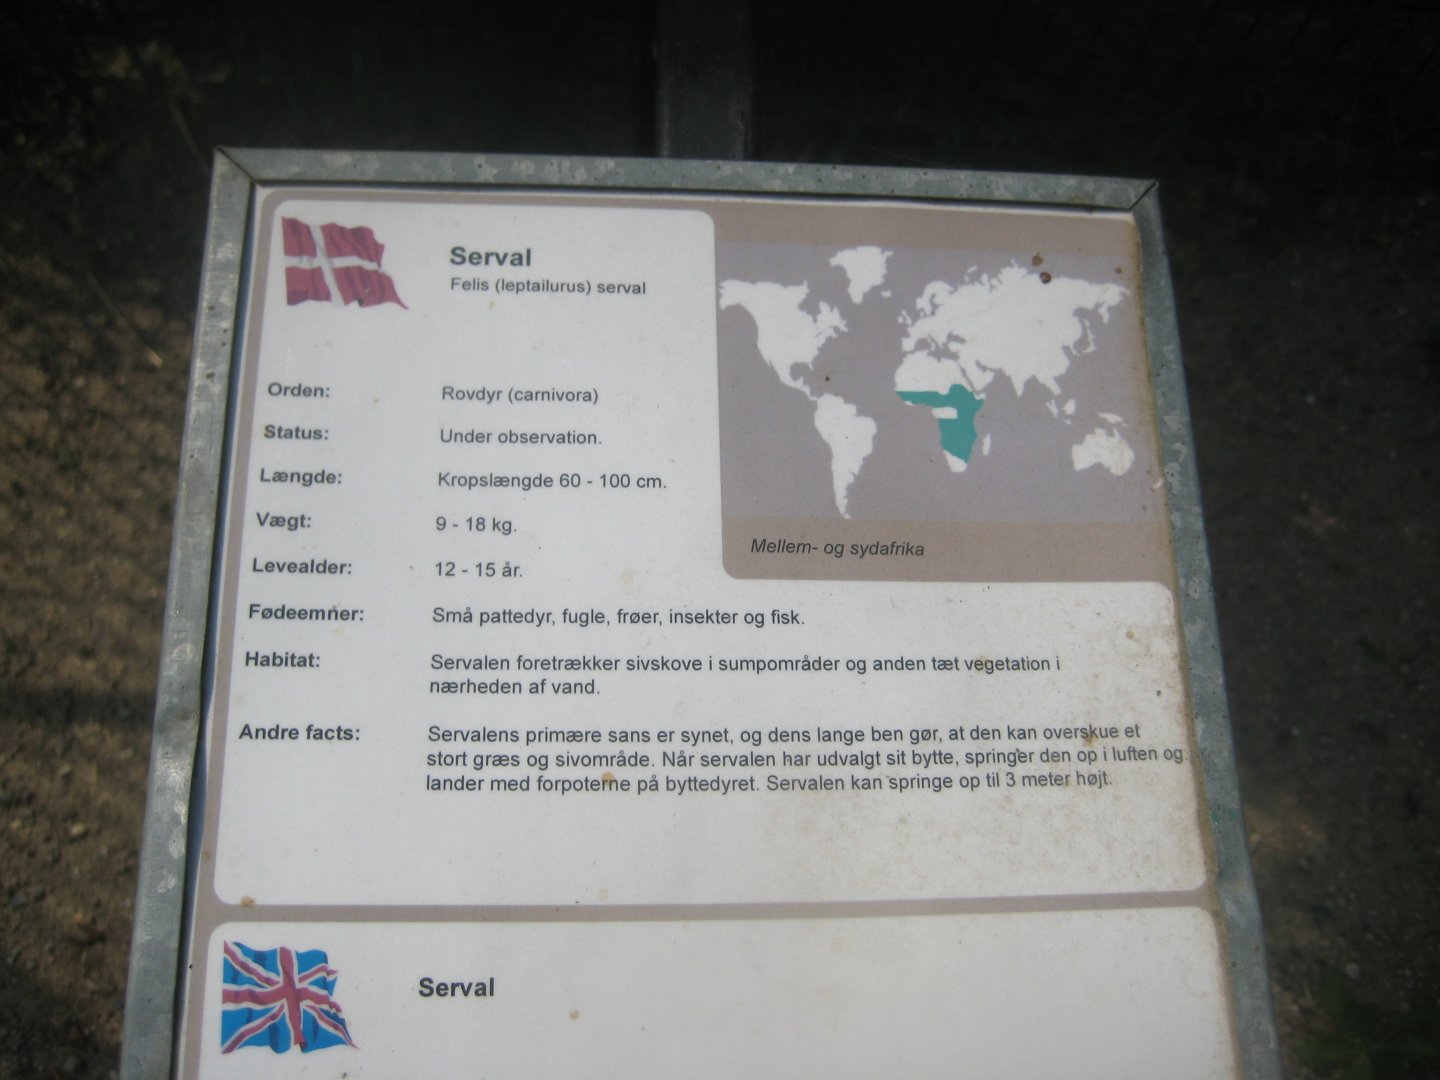 Serval
Felis (leptailurus) serval
Orden: Rovdyr (carnivora)
Status: Under observation.
Længde: Kropslængde 60 - 100 cm.
Vægt: 9 - 18 kg.
Levealder: 12 - 15 år.
Mellem- og sydafrika
Fødeemner: Små pattedyr, fugle, frøer, insekter og fisk.
Habitat: Servalen foretrækker sivskove i sumpområder og anden tæt vegetation i
nærheden af vand.
Andre facts: Servalens primære sans er synet, og dens lange ben gør, at den kan overskue et
stort græs og sivområde. Når servalen har udvalgt sit bytte, springer den op i luften og
lander med forpoterne på byttedyret. Servalen kan springe op til 3 meter højt.
Serval